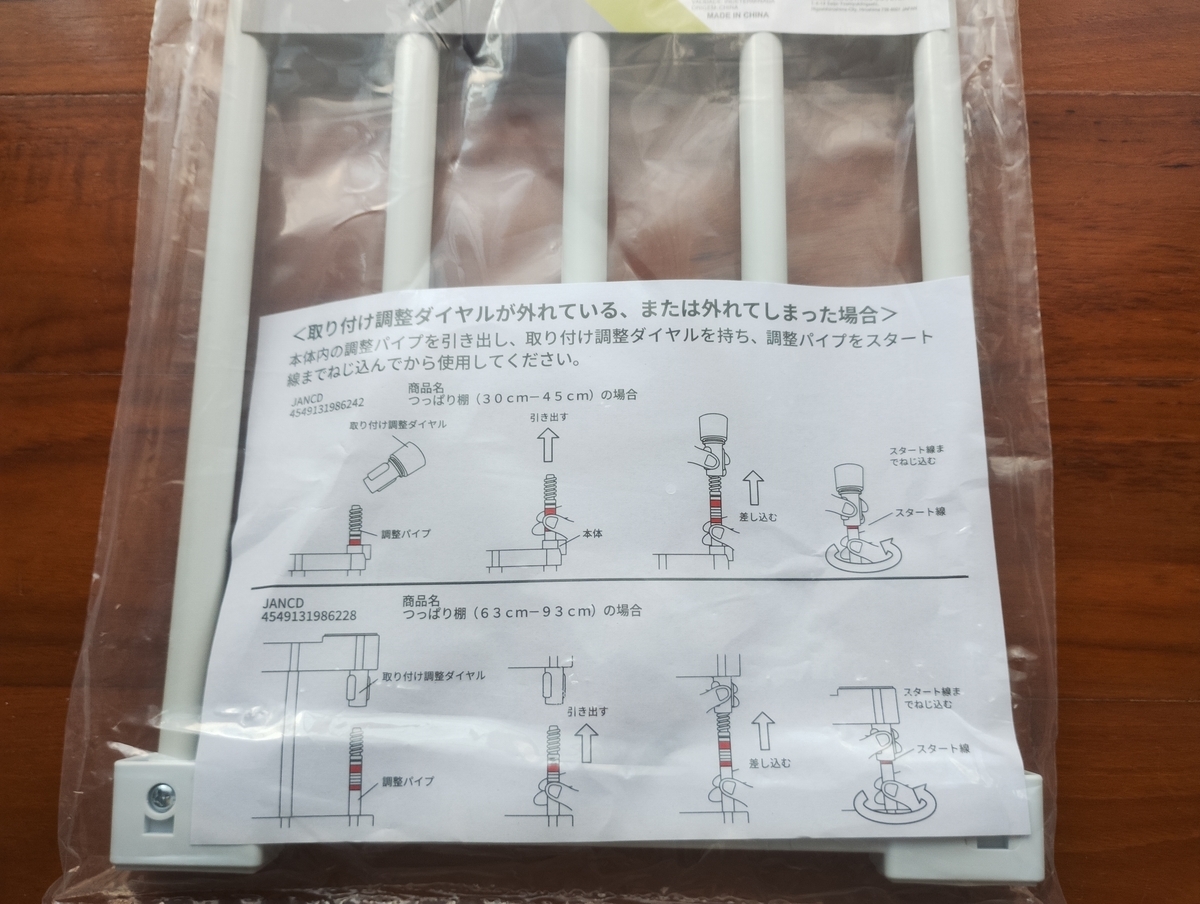 MADE IN CHINA
＜取り付け調整ダイヤルが外れている、または外れてしまった場合＞
本体内の調整パイプを引き出し、取り付け調整ダイヤルを持ち、調整パイプをスタート
線までねじ込んでから使用してください。
JANCD
4549131986242
商品名
つっぱり棚（３０ｃｍ－４５ｃｍ）の場合
取り付け調整ダイヤル
調整パイプ
引き出す
本体
差し込む
スタート線ま
でねじ込む
スタート線
JANCD
4549131986228
商品名
つっぱり棚（６３ｃｍ－９３ｃｍ）の場合
取り付け調整ダイヤル
調整パイプ
引き出す
差し込む
スタート線ま
でねじ込む
スタート線